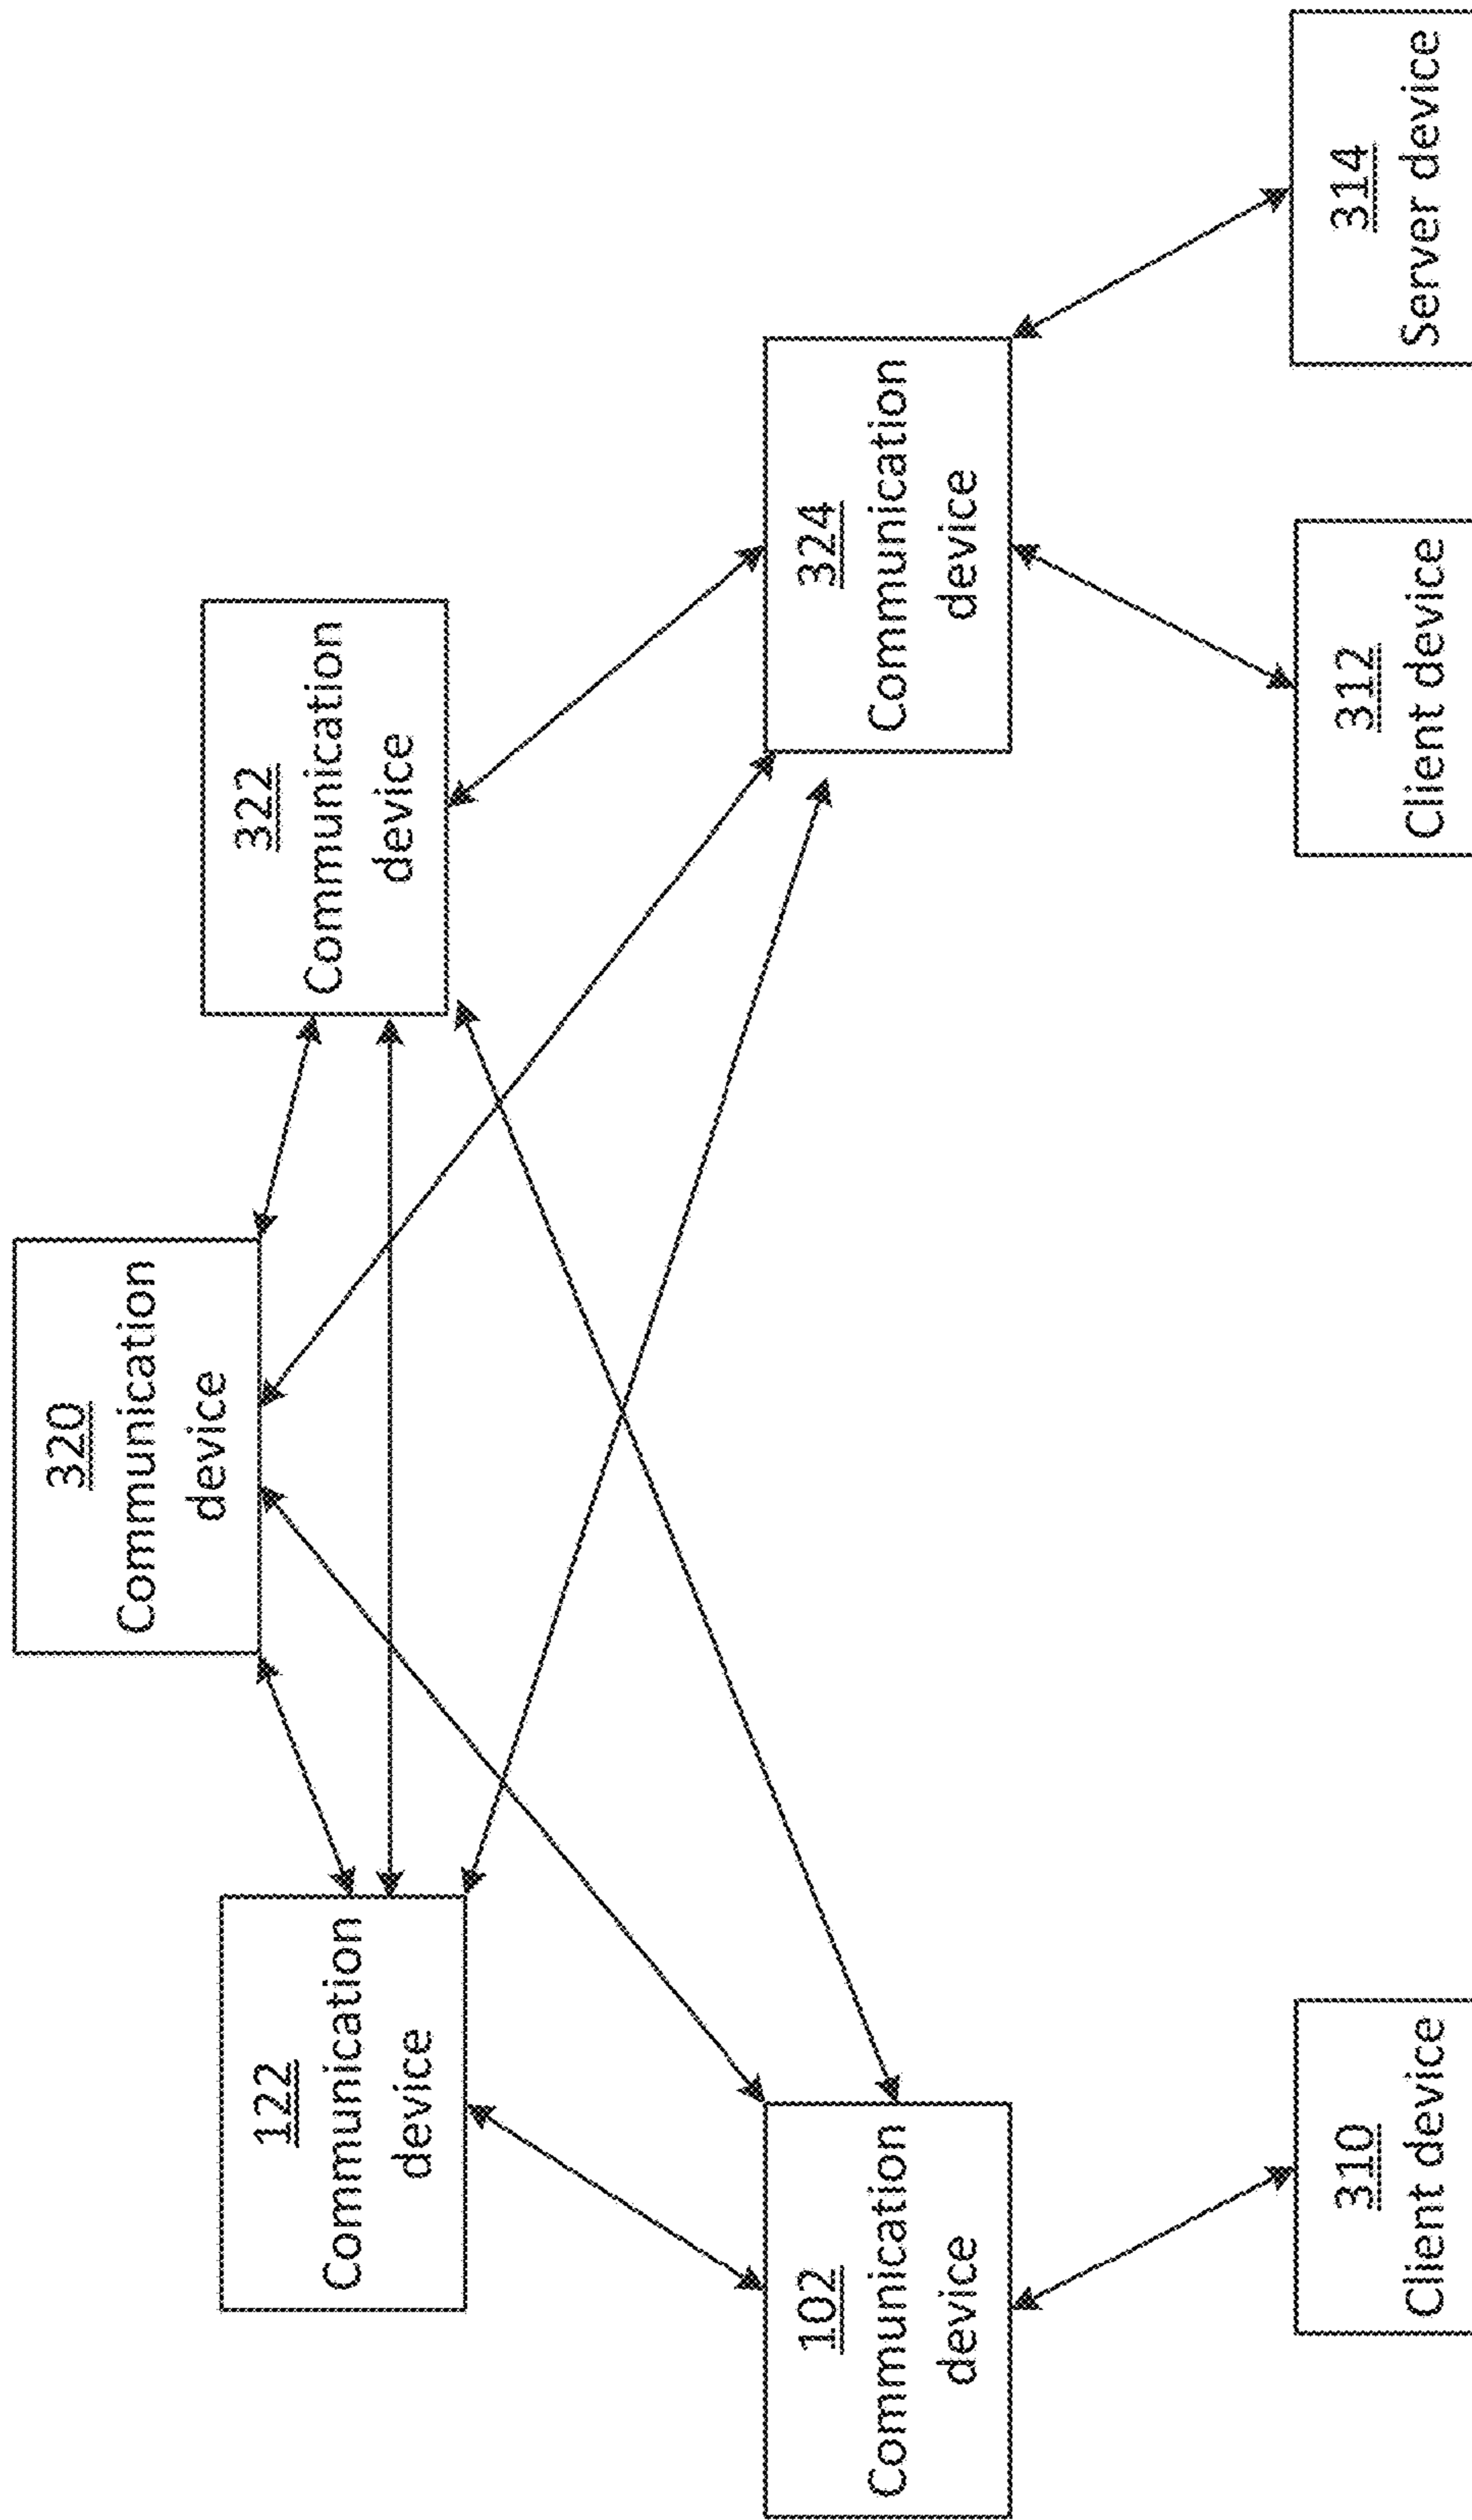 320
Communication
device
322
Communication
device
122
Communication
device
102
Communication
device
324
Communication
device
310
Client device
312
Client device
314
Server device